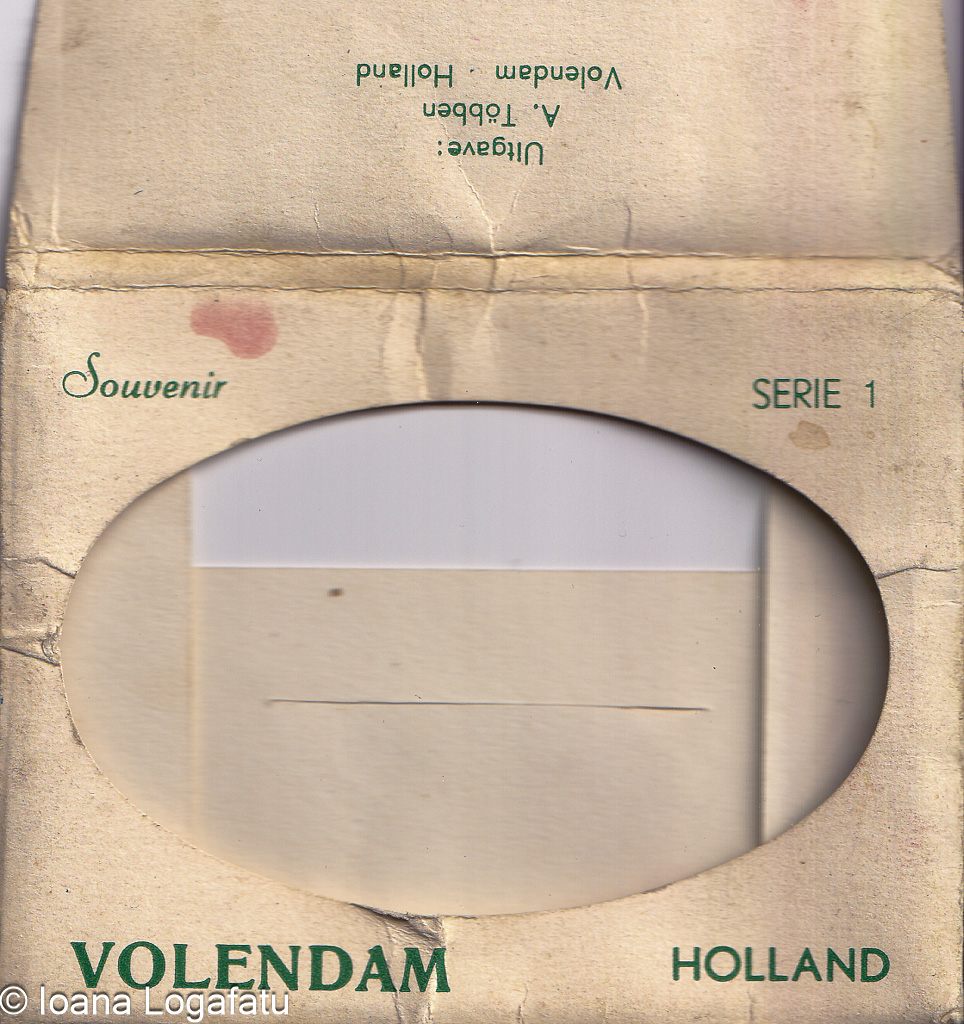 Uitgave:
A. Többen
Volendam · Holland
Souvenir
SERIE 1
VOLENDAM
HOLLAND
© Ioana Logafatu